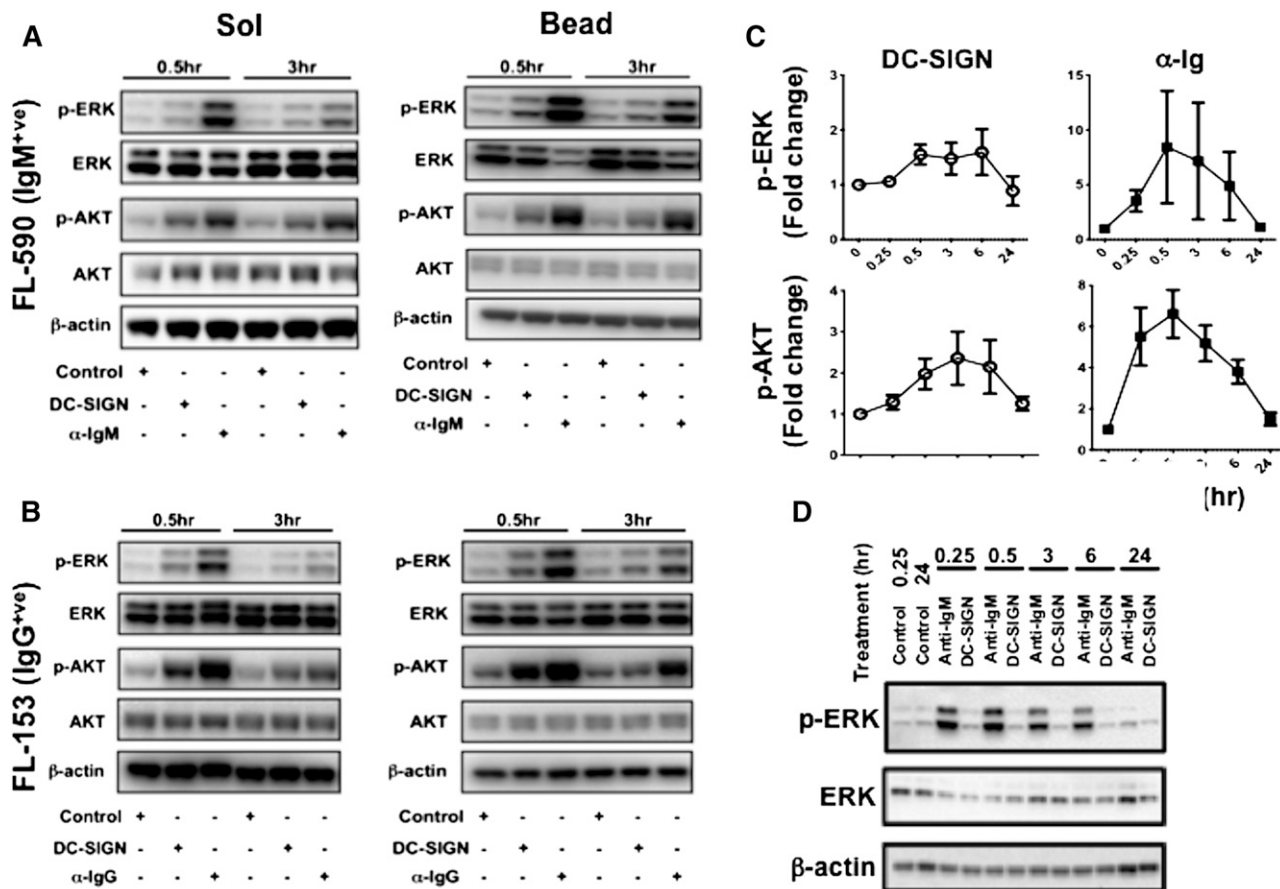 A
Sol
Bead
0.5hr 3hr
0.5hr 3hr
FL-590 (IgM+ve)
p-ERK
ERK
p-AKT
AKT
β-actin
p-ERK
ERK
p-AKT
AKT
β-actin
Control + - - + - -
DC-SIGN - + - - + -
α-IgM - - + - - +
Control + - - + - -
DC-SIGN - + - - + -
α-IgM - - + - - +
B
0.5hr 3hr
0.5hr 3hr
FL-153 (IgG+ve)
p-ERK
ERK
p-AKT
AKT
β-actin
p-ERK
ERK
p-AKT
AKT
β-actin
Control + - - + - -
DC-SIGN - + - - + -
α-IgG - - + - - +
Control + - - + - -
DC-SIGN - + - - + -
α-IgG - - + - - +
C
DC-SIGN
α-Ig
p-ERK
(Fold change)
3
2
1
0
0 0.25 0.5 3 6 24
15
10
5
0
0 0.25 0.5 3 6 24
p-AKT
(Fold change)
4
3
2
1
0
8
6
4
2
0
6 24
(hr)
D
Treatment (hr)
0.25 24 0.25 0.5 3 6 24
Control Control Anti-IgM DC-SIGN Anti-IgM DC-SIGN Anti-IgM DC-SIGN Anti-IgM DC-SIGN Anti-IgM DC-SIGN
p-ERK
ERK
β-actin